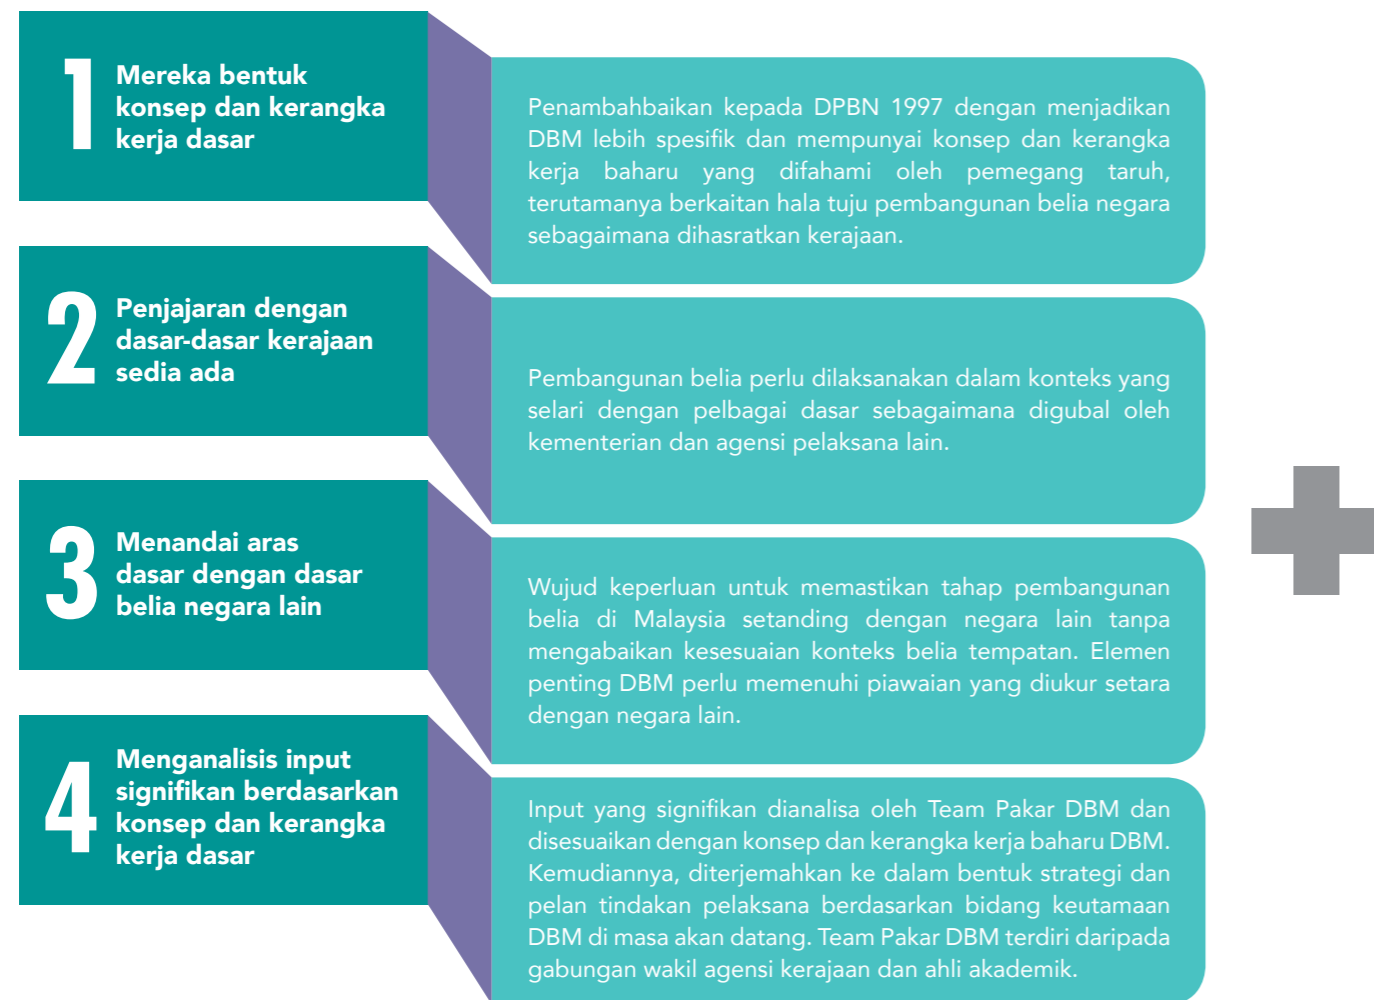 1
Mereka bentuk
konsep dan kerangka
kerja dasar
Penambahbaikan kepada DPBN 1997 dengan menjadikan
DBM lebih spesifik dan mempunyai konsep dan kerangka
kerja baharu yang difahami oleh pemegang taruh,
terutamanya berkaitan hala tuju pembangunan belia negara
sebagaimana dihasratkan kerajaan.
2
Penjajaran dengan
dasar-dasar kerajaan
sedia ada
Pembangunan belia perlu dilaksanakan dalam konteks yang
selari dengan pelbagai dasar sebagaimana digubal oleh
kementerian dan agensi pelaksana lain.
3
Menandai aras
dasar dengan dasar
belia negara lain
Wujud keperluan untuk memastikan tahap pembangunan
belia di Malaysia setanding dengan negara lain tanpa
mengabaikan kesesuaian konteks belia tempatan. Elemen
penting DBM perlu memenuhi piawaian yang diukur setara
dengan negara lain.
4
Menganalisis input
signifikan berdasarkan
konsep dan kerangka
kerja dasar
Input yang signifikan dianalisa oleh Team Pakar DBM dan
disesuaikan dengan konsep dan kerangka kerja baharu DBM.
Kemudiannya, diterjemahkan ke dalam bentuk strategi dan
pelan tindakan pelaksana berdasarkan bidang keutamaan
DBM di masa akan datang. Team Pakar DBM terdiri daripada
gabungan wakil agensi kerajaan dan ahli akademik.